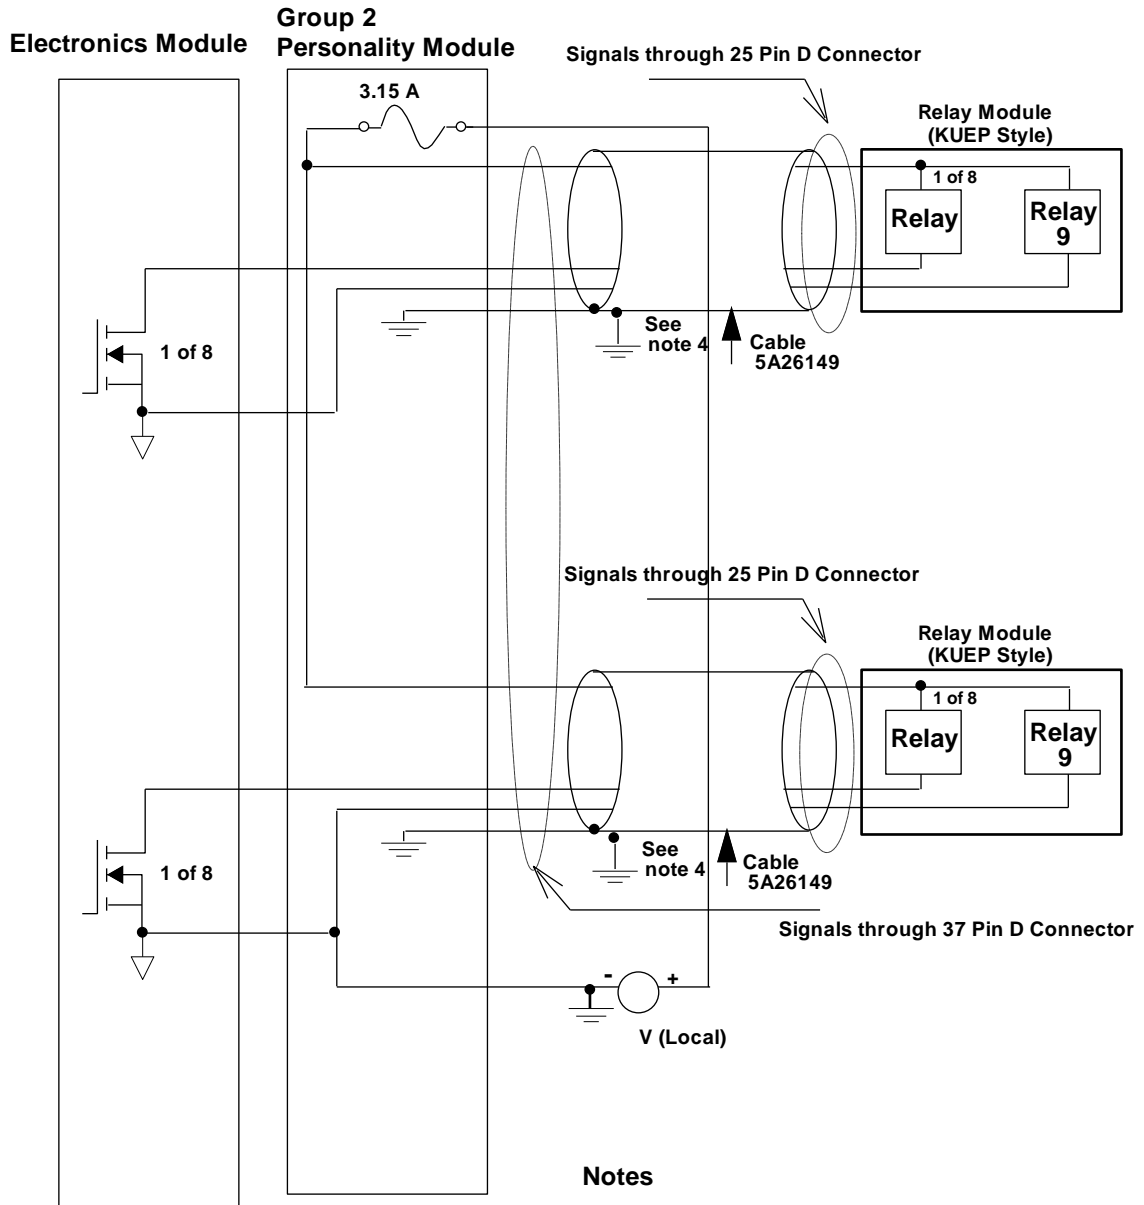 Group 2
Electronics Module
Personality Module
Signals through 25 Pin D Connector
3.15 A
Relay Module
(KUEP Style)
1 of 8
Relay
Relay
9
See
note 4
Cable
5A26149
1 of 8
Signals through 25 Pin D Connector
Relay Module
(KUEP Style)
1 of 8
Relay
Relay
9
See
note 4
Cable
5A26149
1 of 8
Signals through 37 Pin D Connector
- +
V (Local)
Notes